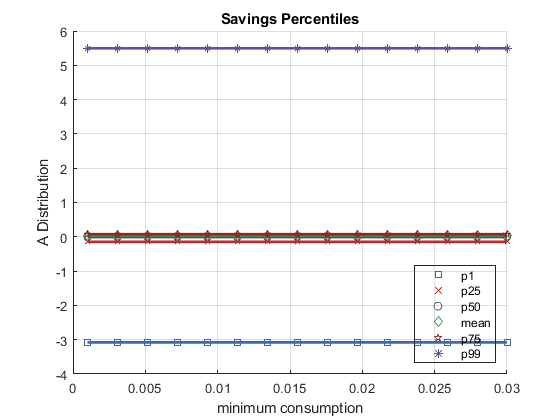 Savings Percentiles
6
5
4
3
2
1
0
-1
-2
-3
-4
A Distribution
p1
p25
p50
mean
p75
p99
0
0.005
0.01
0.015
0.02
0.025
0.03
minimum consumption